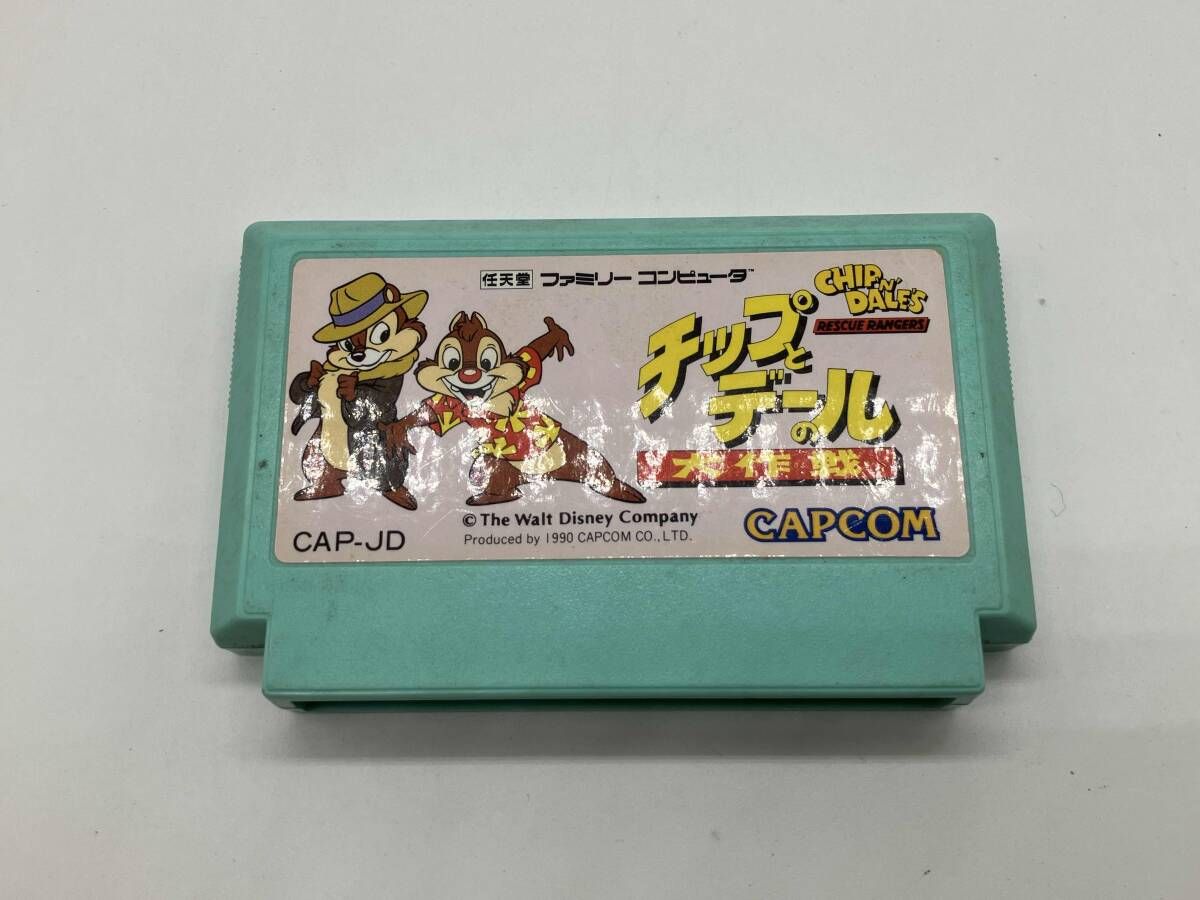 任天堂 ファミリー コンピュータ™
CHIP 'N'
DALE'S
RESCUE RANGERS
チップと
デールの
大作戦
© The Walt Disney Company
Produced by 1990 CAPCOM CO., LTD.
CAP-JD
CAPCOM